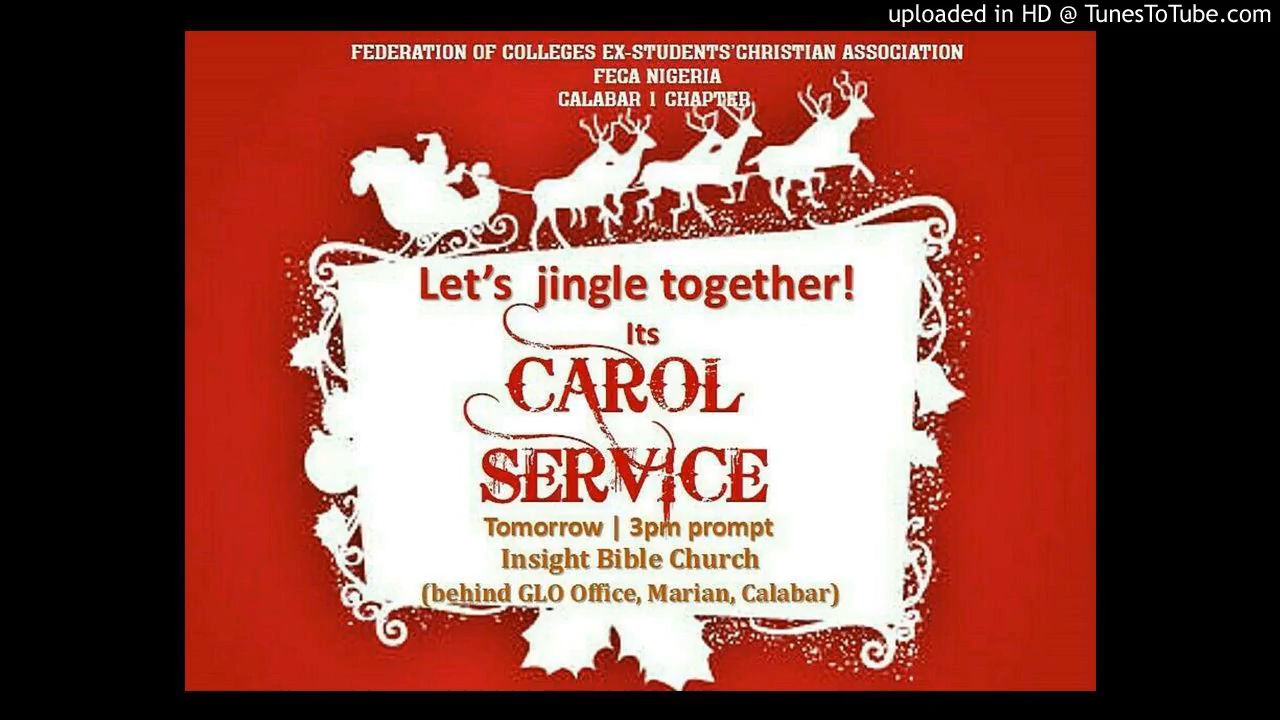 uploaded in HD @ TunesToTube.com
FEDERATION OF COLLEGES EX-STUDENTS'CHRISTIAN ASSOCIATION
FECA NIGERIA
CALABAR 1 CHAPTER
Let's jingle together!
Its
CAROL
SERVICE
Tomorrow | 3pm prompt
Insight Bible Church
(behind GLO Office, Marian, Calabar)